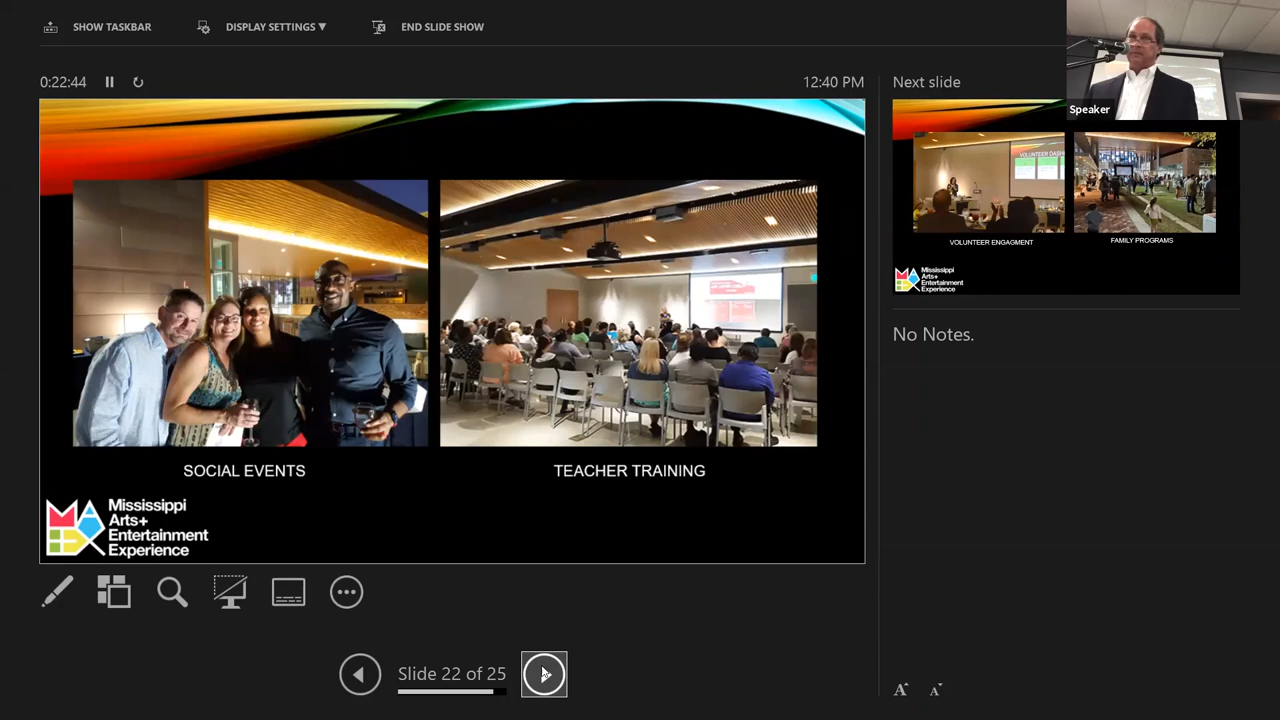 SHOW TASKBAR
DISPLAY SETTINGS ▼
END SLIDE SHOW
0:22:44
12:40 PM
Next slide
Speaker
SOCIAL EVENTS
TEACHER TRAINING
Mississippi
Arts+
Entertainment
Experience
VOLUNTEER DASH
VOLUNTEER ENGAGMENT
FAMILY PROGRAMS
Mississippi
Arts+
Entertainment
Experience
No Notes.
Slide 22 of 25
A A